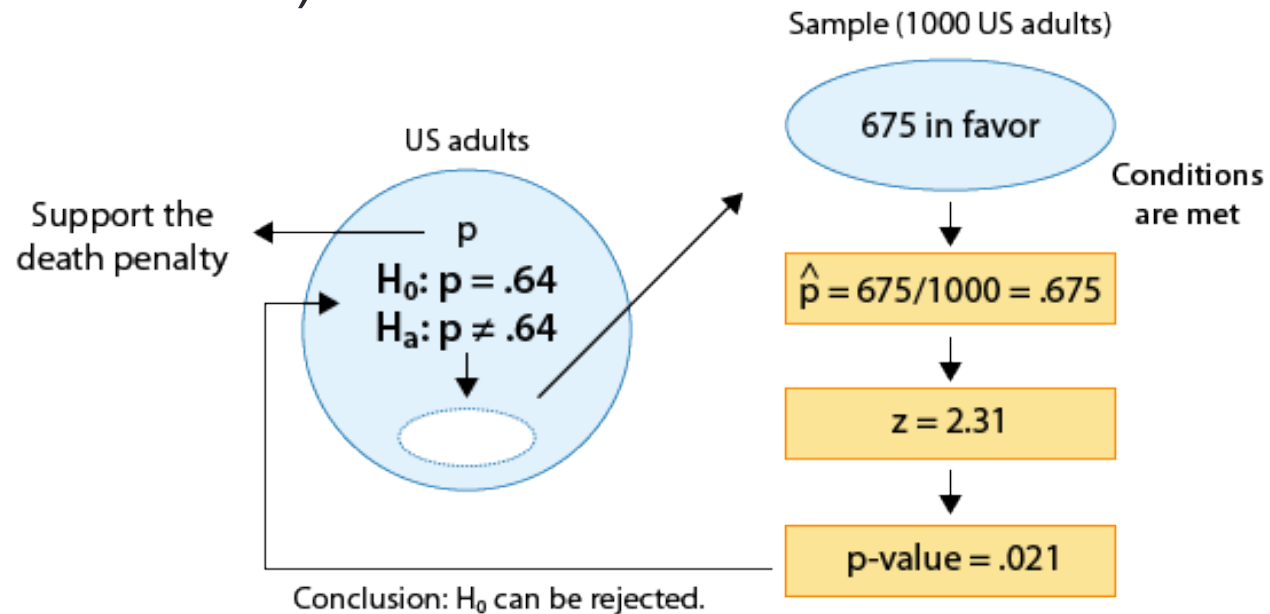 Sample (1000 US adults)
675 in favor
Conditions
are met
US adults
Support the
death penalty
p
H₀: p = .64
Hₐ: p ≠ .64
p̂ = 675/1000 = .675
z = 2.31
p-value = .021
Conclusion: H₀ can be rejected.